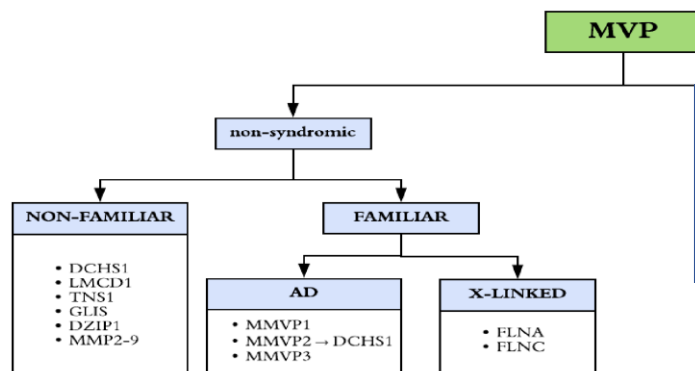 MVP
non-syndromic
NON-FAMILIAR
• DCHS1
• LMCD1
• TNS1
• GLIS
• DZIP1
• MMP2-9
FAMILIAR
AD
• MMVP1
• MMVP2 → DCHS1
• MMVP3
X-LINKED
• FLNA
• FLNC